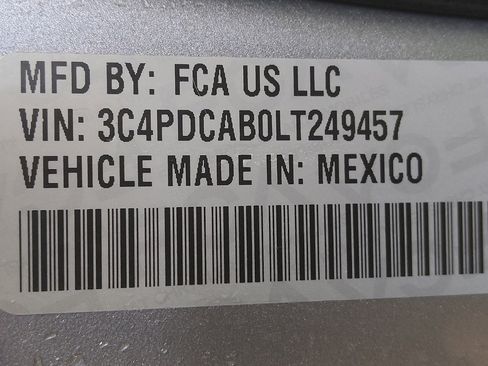 MFD BY: FCA US LLC
VIN: 3C4PDCAB0LT249457
VEHICLE MADE IN: MEXICO